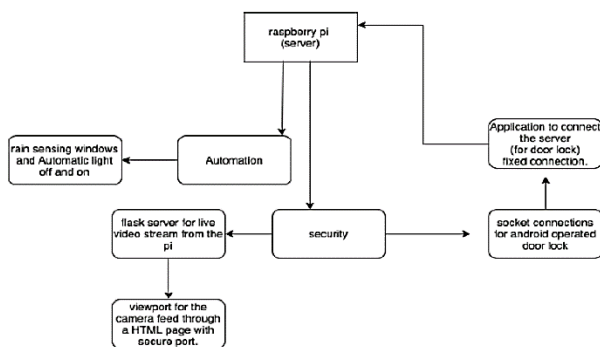 raspberry pi
(server)
Application to connect
the server
(for door lock)
fixed connection.
rain sensing windows
and Automatic light
off and on
Automation
flask server for live
video stream from the
pi
security
socket connections
for android operated
door lock
viewport for the
camera feed through
a HTML page with
secure port.